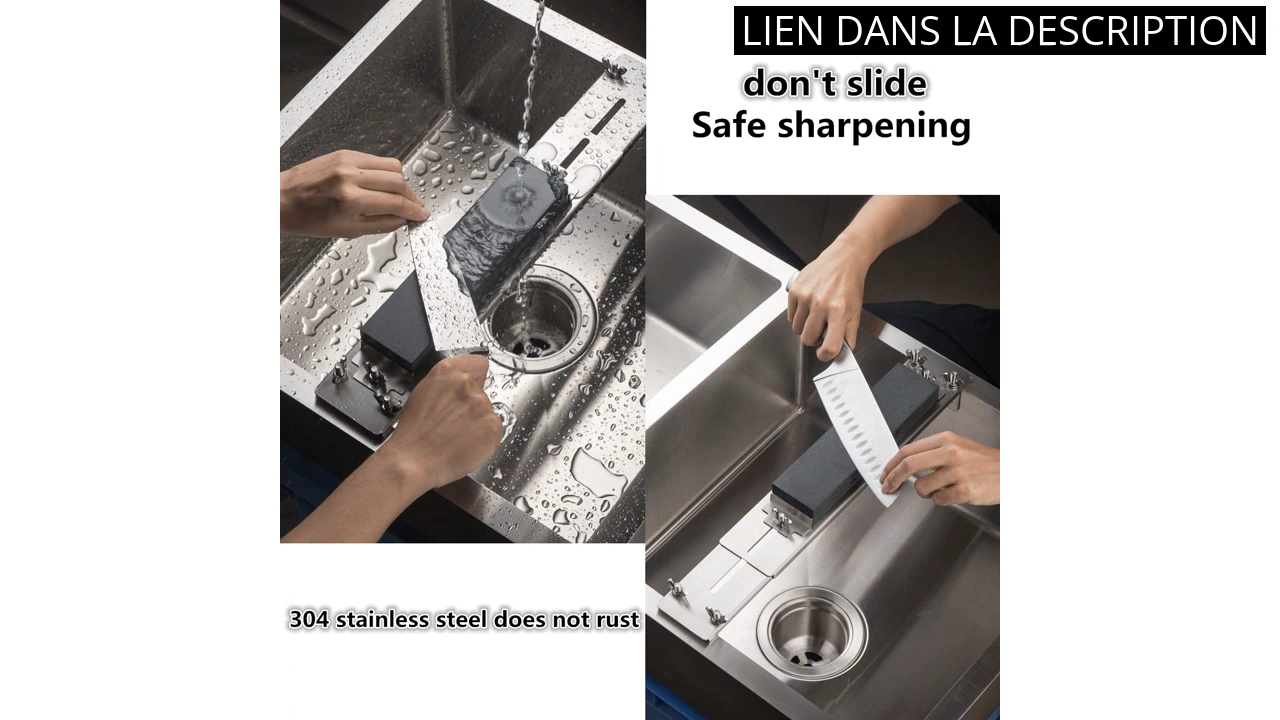 LIEN DANS LA DESCRIPTION
don't slide
Safe sharpening
304 stainless steel does not rust